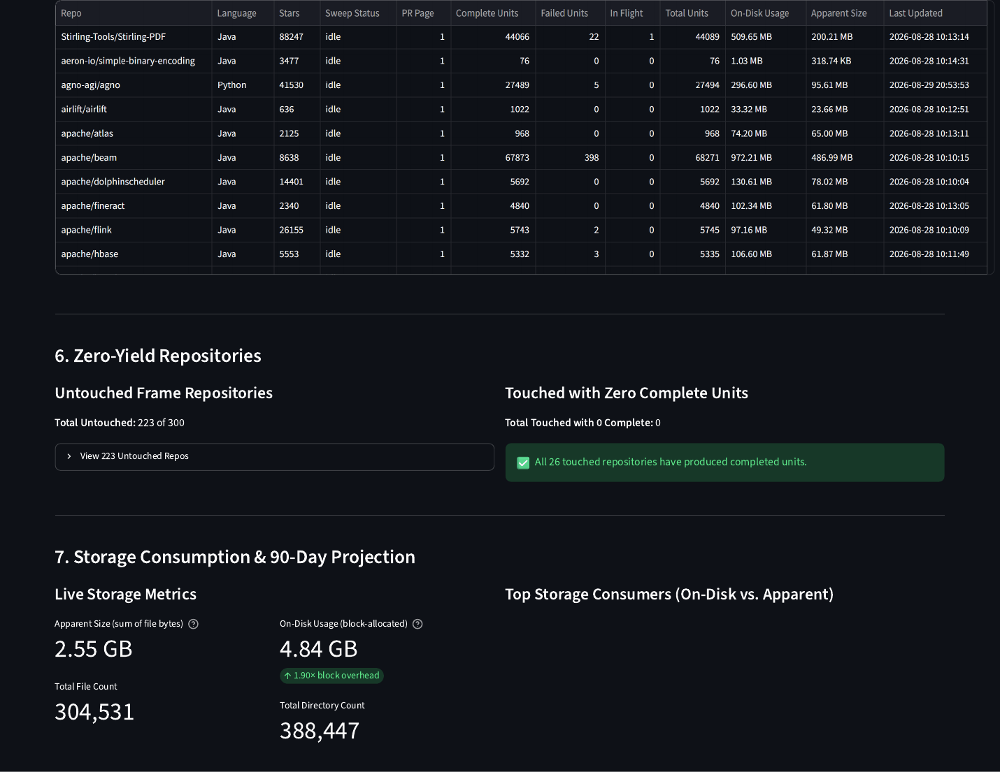 Repo Language Stars Sweep Status PR Page Complete Units Failed Units In Flight Total Units On-Disk Usage Apparent Size Last Updated
Stirling-Tools/Stirling-PDF Java 88247 idle 1 44066 22 1 44089 509.65 MB 200.21 MB 2026-08-28 10:13:14
aeron-io/simple-binary-encoding Java 3477 idle 1 76 0 0 76 1.03 MB 318.74 KB 2026-08-28 10:14:31
agno-agi/agno Python 41530 idle 1 27489 5 0 27494 296.60 MB 95.61 MB 2026-08-29 20:53:53
airlift/airlift Java 636 idle 1 1022 0 0 1022 33.32 MB 23.66 MB 2026-08-28 10:12:51
apache/atlas Java 2125 idle 1 968 0 0 968 74.20 MB 65.00 MB 2026-08-28 10:13:11
apache/beam Java 8638 idle 1 67873 398 0 68271 972.21 MB 486.99 MB 2026-08-28 10:10:15
apache/dolphinscheduler Java 14401 idle 1 5692 0 0 5692 130.61 MB 78.02 MB 2026-08-28 10:10:04
apache/fineract Java 2340 idle 1 4840 0 0 4840 102.34 MB 61.80 MB 2026-08-28 10:13:05
apache/flink Java 26155 idle 1 5743 2 0 5745 97.16 MB 49.32 MB 2026-08-28 10:10:09
apache/hbase Java 5553 idle 1 5332 3 0 5335 106.60 MB 61.87 MB 2026-08-28 10:11:49
6. Zero-Yield Repositories
Untouched Frame Repositories
Total Untouched: 223 of 300
View 223 Untouched Repos
Touched with Zero Complete Units
Total Touched with 0 Complete: 0
All 26 touched repositories have produced completed units.
7. Storage Consumption & 90-Day Projection
Live Storage Metrics
Apparent Size (sum of file bytes)
2.55 GB
Total File Count
304,531
On-Disk Usage (block-allocated)
4.84 GB
↑ 1.90× block overhead
Total Directory Count
388,447
Top Storage Consumers (On-Disk vs. Apparent)